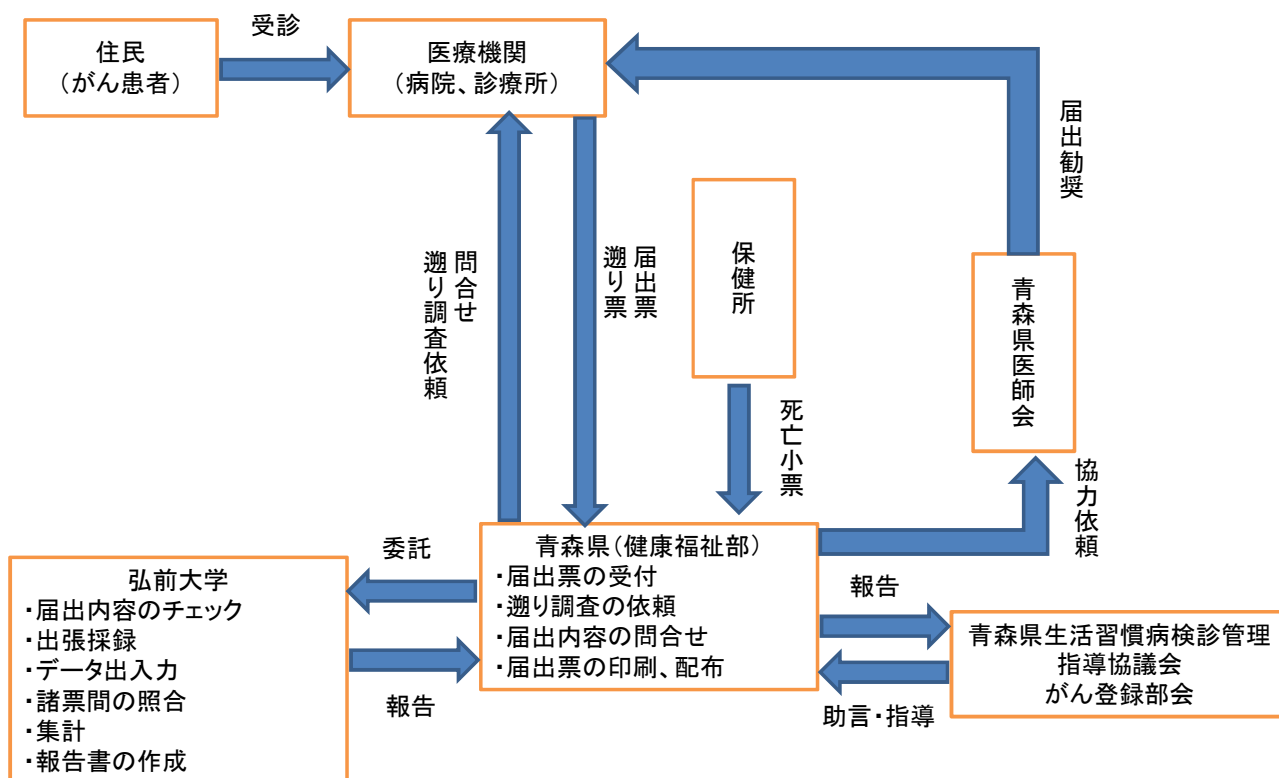 受診
住民
（がん患者）
医療機関
（病院、診療所）
届出勧奨
問合せ
遡り調査依頼
届出票
遡り票
保健所
死亡小票
青森県医師会
協力依頼
青森県（健康福祉部）
・届出票の受付
・遡り調査の依頼
・届出内容の問合せ
・届出票の印刷、配布
委託
報告
弘前大学
・届出内容のチェック
・出張採録
・データ出入力
・諸票間の照合
・集計
・報告書の作成
報告
助言・指導
青森県生活習慣病検診管理
指導協議会
がん登録部会